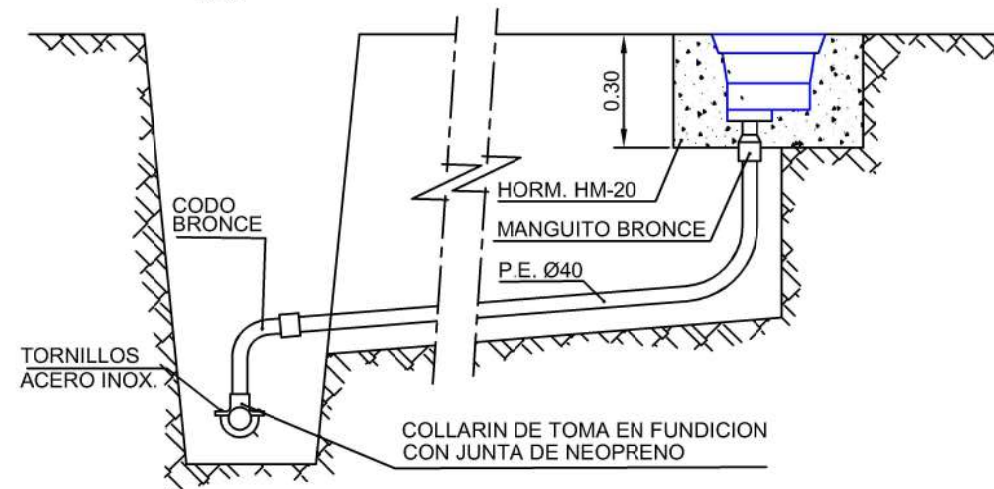 0.30
HORM. HM-20
CODO
BRONCE
MANGUITO BRONCE
P.E. Ø40
TORNILLOS
ACERO INOX.
COLLARIN DE TOMA EN FUNDICION
CON JUNTA DE NEOPRENO